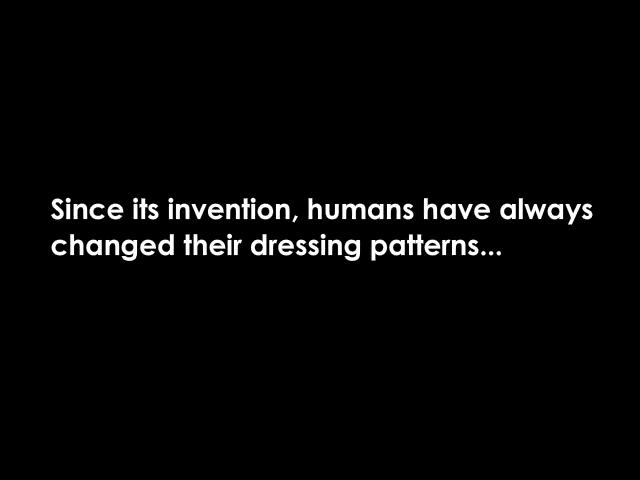 Since its invention, humans have always
changed their dressing patterns...